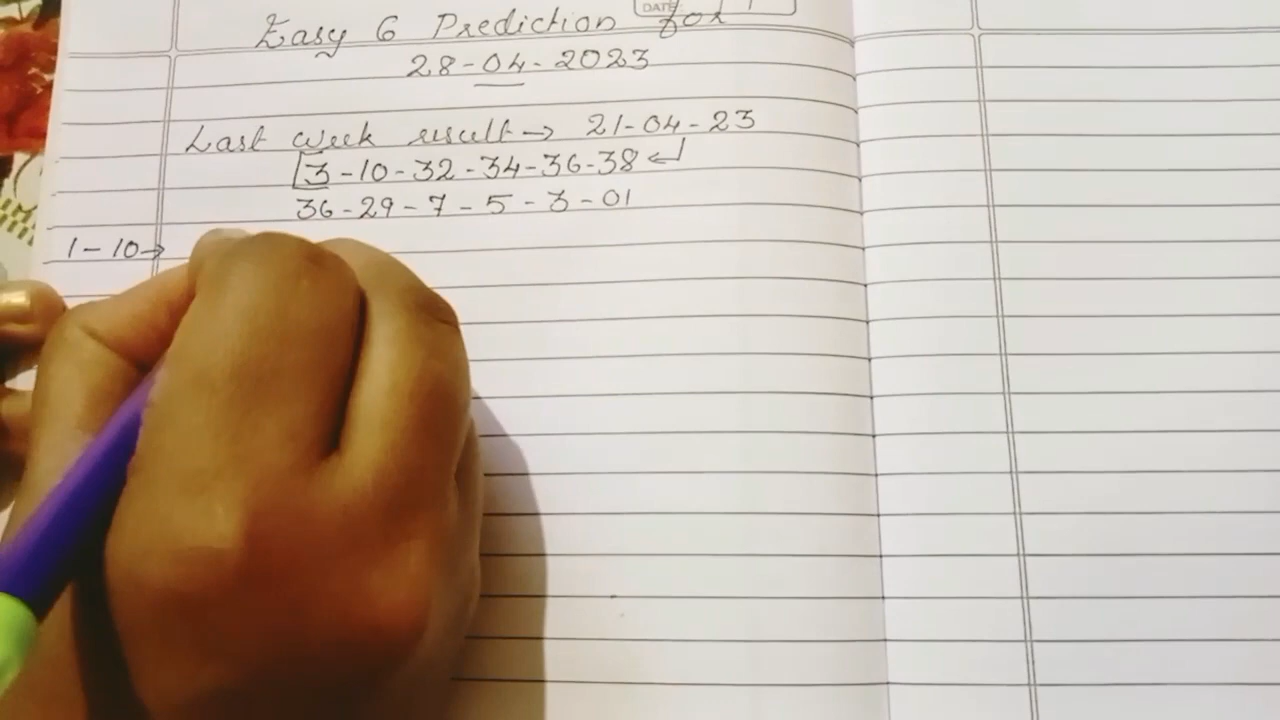 DATE:
Easy 6 Prediction for
28-04-2023
Last week result → 21-04-23
3-10-32-34-36-38
36-29-7-5-3-01
1-10→